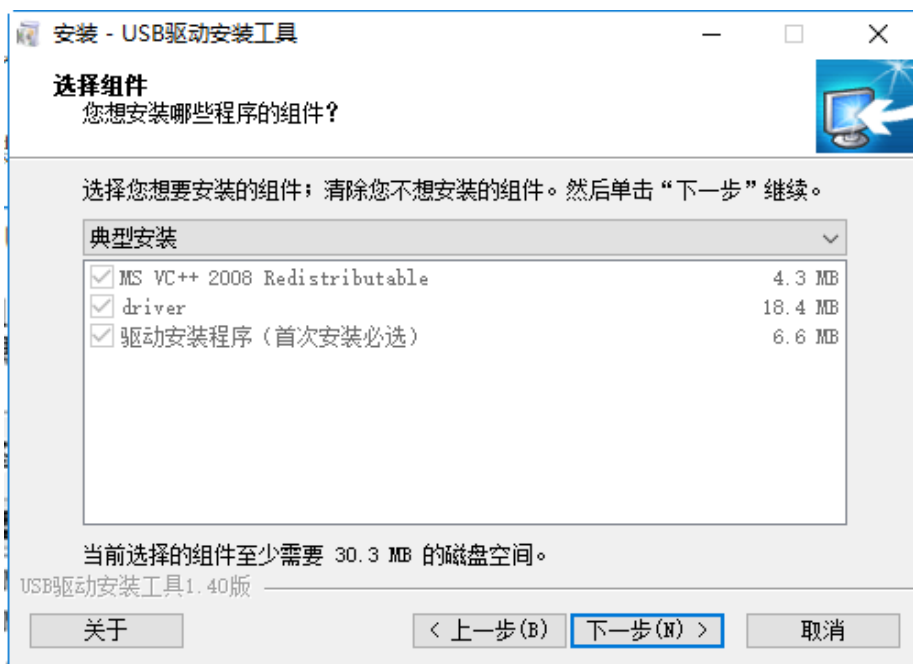 安装 - USB驱动安装工具
选择组件
您想安装哪些程序的组件?
选择您想要安装的组件；清除您不想安装的组件。然后单击“下一步”继续。
典型安装
MS VC++ 2008 Redistributable 4.3 MB
driver 18.4 MB
驱动安装程序（首次安装必选） 6.6 MB
当前选择的组件至少需要 30.3 MB 的磁盘空间。
USB驱动安装工具1.40版
关于 < 上一步(B) 下一步(N) > 取消